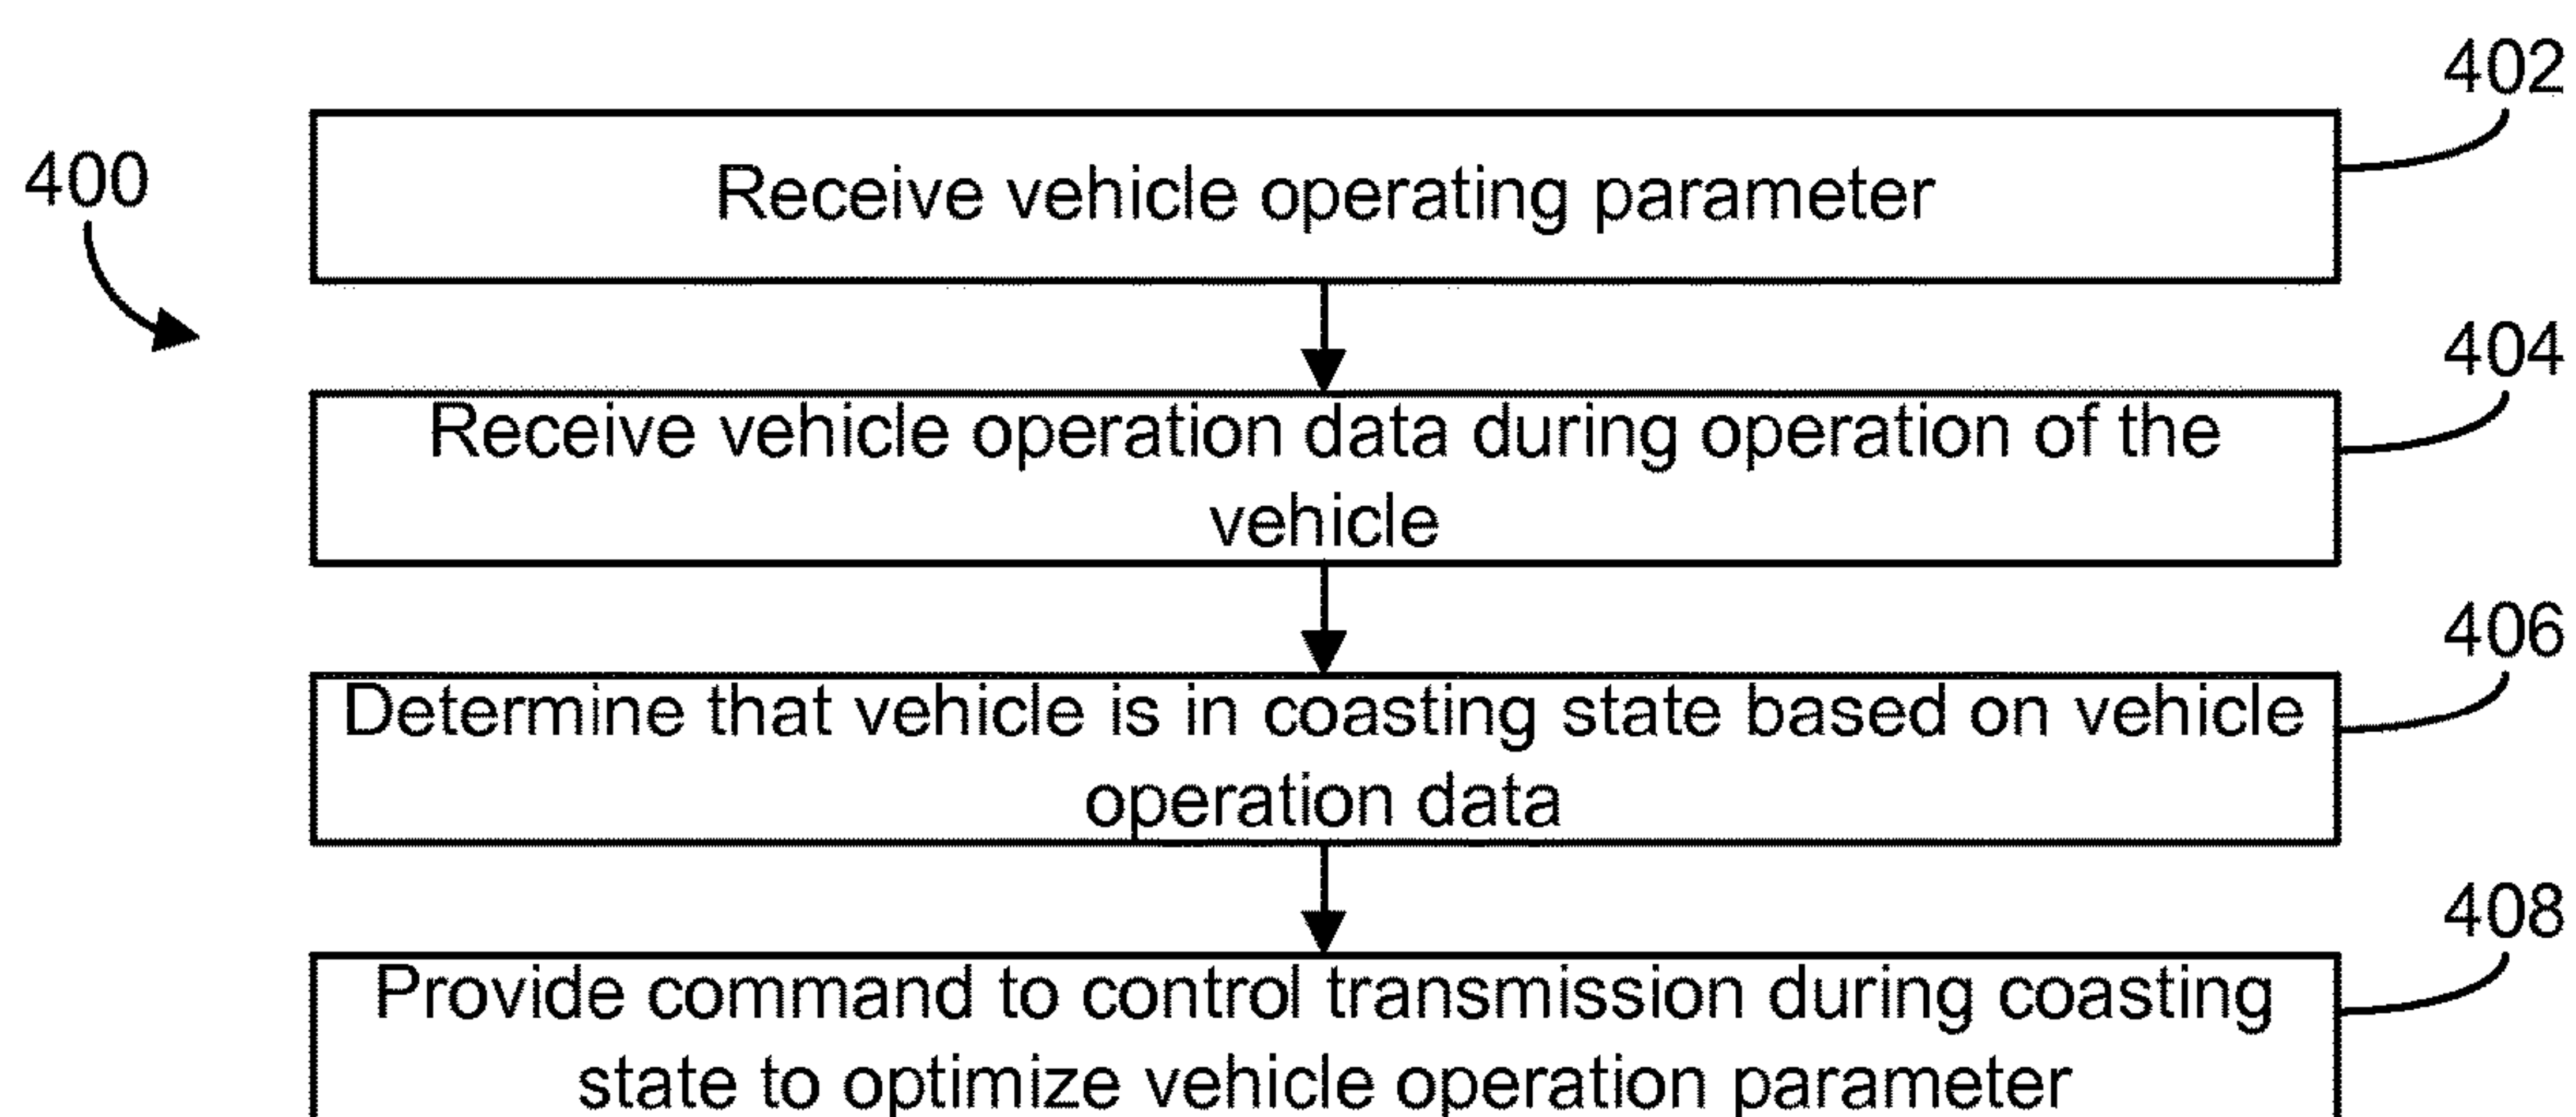 402
400
Receive vehicle operating parameter
404
Receive vehicle operation data during operation of the
vehicle
406
Determine that vehicle is in coasting state based on vehicle
operation data
408
Provide command to control transmission during coasting
state to optimize vehicle operation parameter